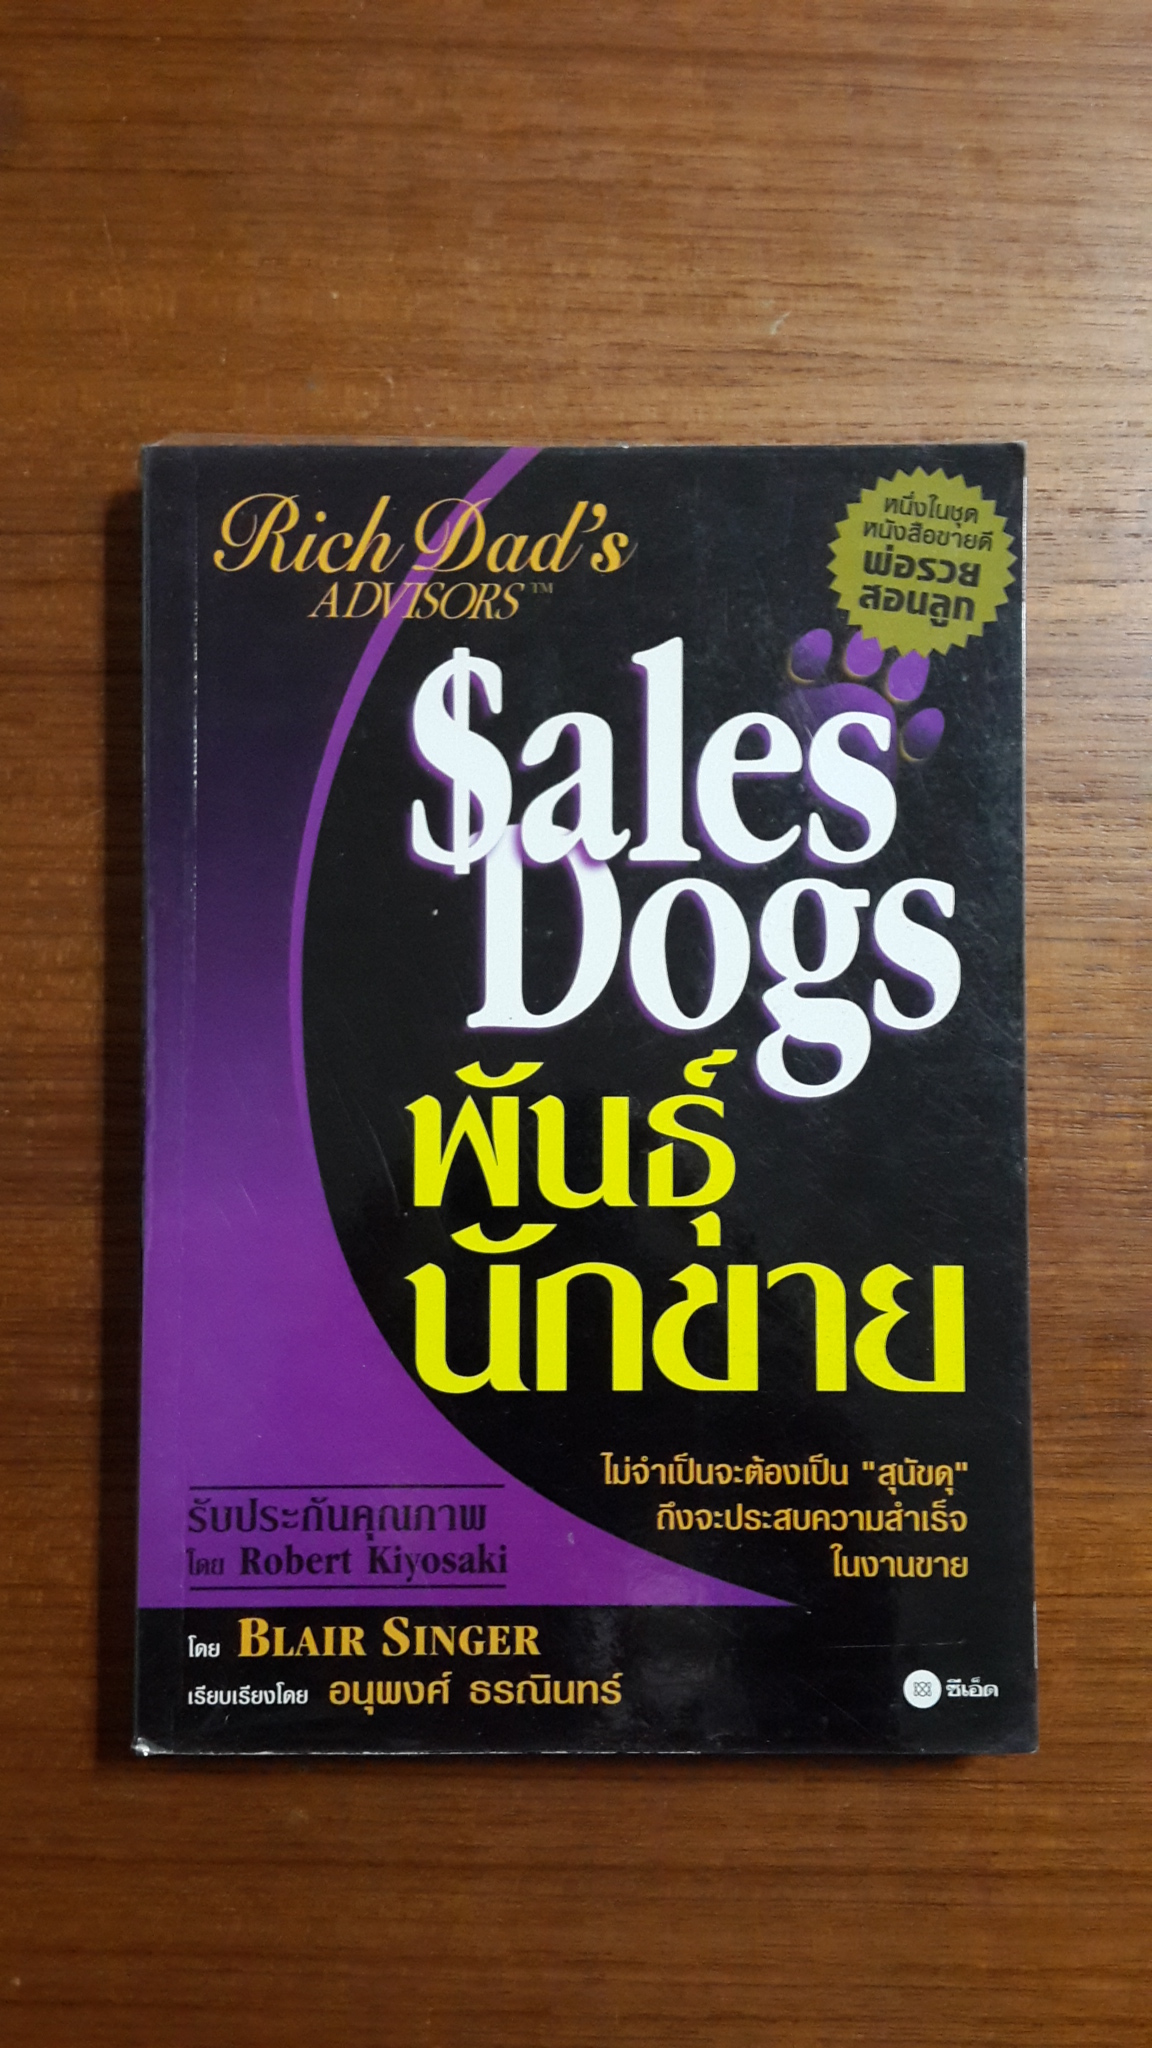 Rich Dad's
ADVISORS™
หนึ่งในชุด
หนังสือขายดี
พ่อรวย
สอนลูก
$ales
Dogs
พันธุ์
นักขาย
ไม่จำเป็นจะต้องเป็น "สุนัขดุ"
ถึงจะประสบความสำเร็จ
ในงานขาย
รับประกันคุณภาพ
โดย Robert Kiyosaki
โดย BLAIR SINGER
เรียบเรียงโดย อนุพงศ์ ธรณินทร์
ซีเอ็ด